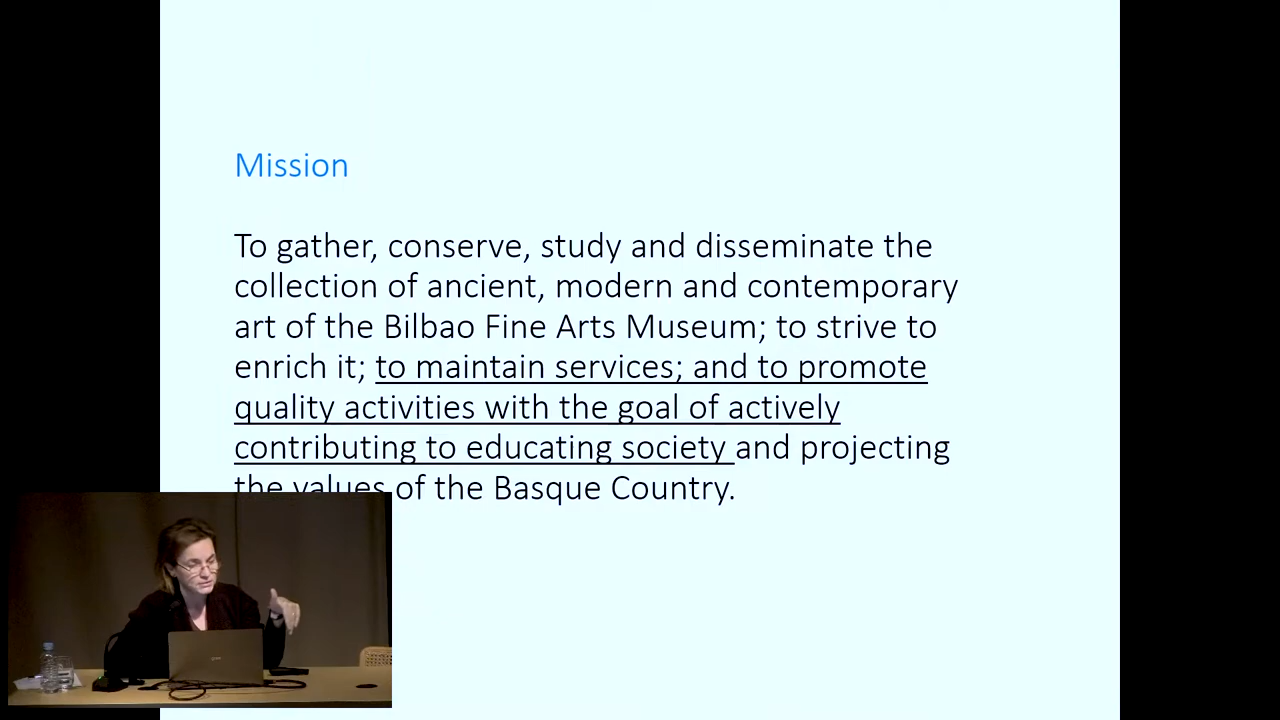 Mission
To gather, conserve, study and disseminate the
collection of ancient, modern and contemporary
art of the Bilbao Fine Arts Museum; to strive to
enrich it; to maintain services; and to promote
quality activities with the goal of actively
contributing to educating society and projecting
the values of the Basque Country.